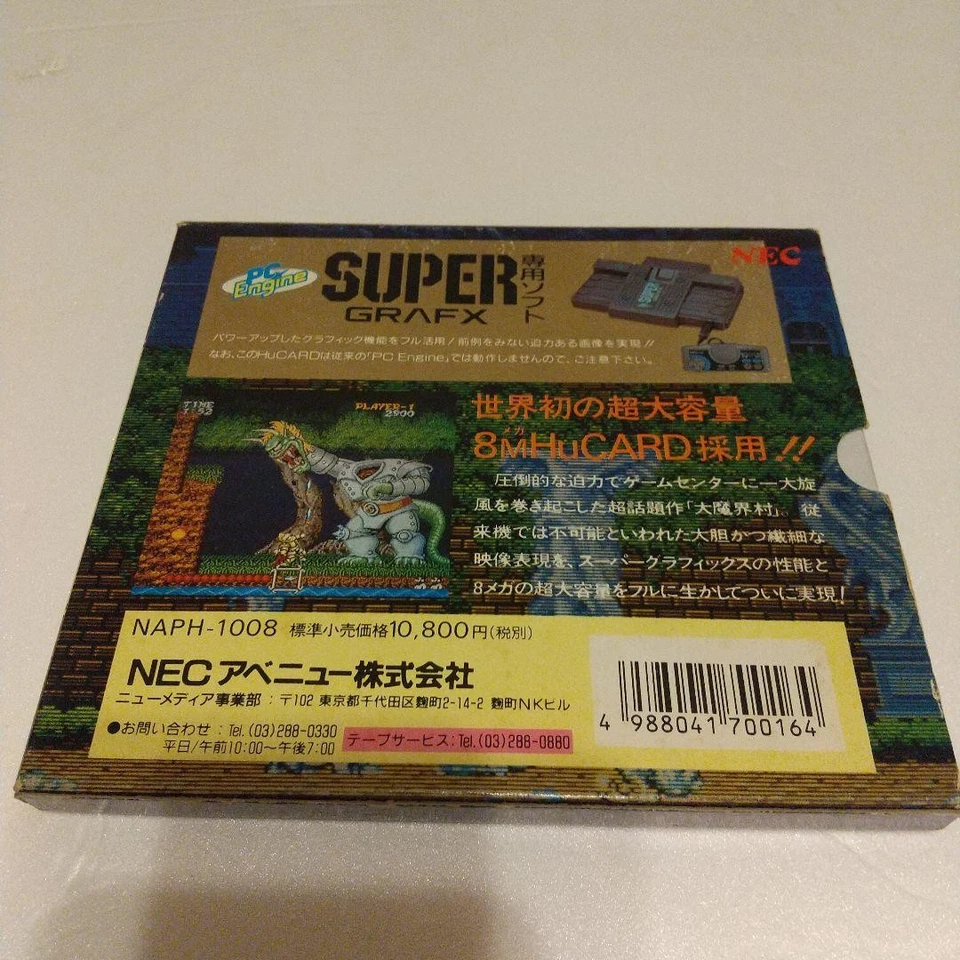 PC Engine
SUPER
GRAFX
専用ソフト
NEC
パワーアップしたグラフィック機能をフル活用!前例をみない迫力ある画像を実現!!
なお、このHuCARDは従来の「PC Engine」では動作しませんので、ご注意下さい。
TIME
PLAYER-1
2900
世界初の超大容量
メガ
8MHuCARD採用!!
圧倒的な迫力でゲームセンターに一大旋
風を巻き起こした超話題作「大魔界村」。従
来機では不可能といわれた大胆かつ繊細な
映像表現を、スーパーグラフィックスの性能と
8メガの超大容量をフルに生かしてついに実現!
NAPH-1008 標準小売価格10,800円(税別)
NECアベニュー株式会社
ニューメディア事業部:〒102 東京都千代田区麹町2-14-2 麹町NKビル
●お問い合わせ:Tel.(03)288-0330
平日/午前10:00〜午後7:00
テープサービス:Tel.(03)288-0880
4 988041 700164